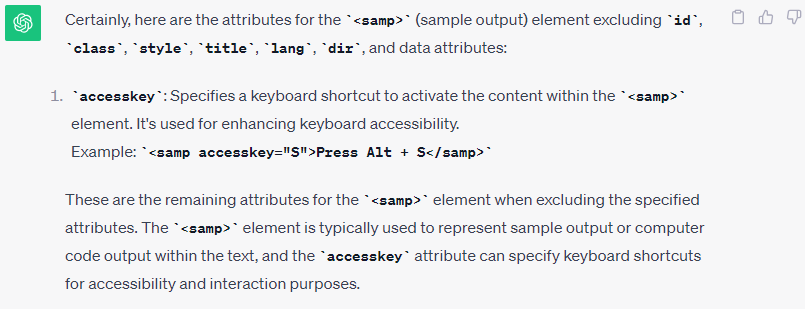 Certainly, here are the attributes for the `<samp>` (sample output) element excluding `id`,
`class`, `style`, `title`, `lang`, `dir`, and data attributes:
1. `accesskey`: Specifies a keyboard shortcut to activate the content within the `<samp>`
element. It's used for enhancing keyboard accessibility.
Example: `<samp accesskey="S">Press Alt + S</samp>`
These are the remaining attributes for the `<samp>` element when excluding the specified
attributes. The `<samp>` element is typically used to represent sample output or computer
code output within the text, and the `accesskey` attribute can specify keyboard shortcuts
for accessibility and interaction purposes.